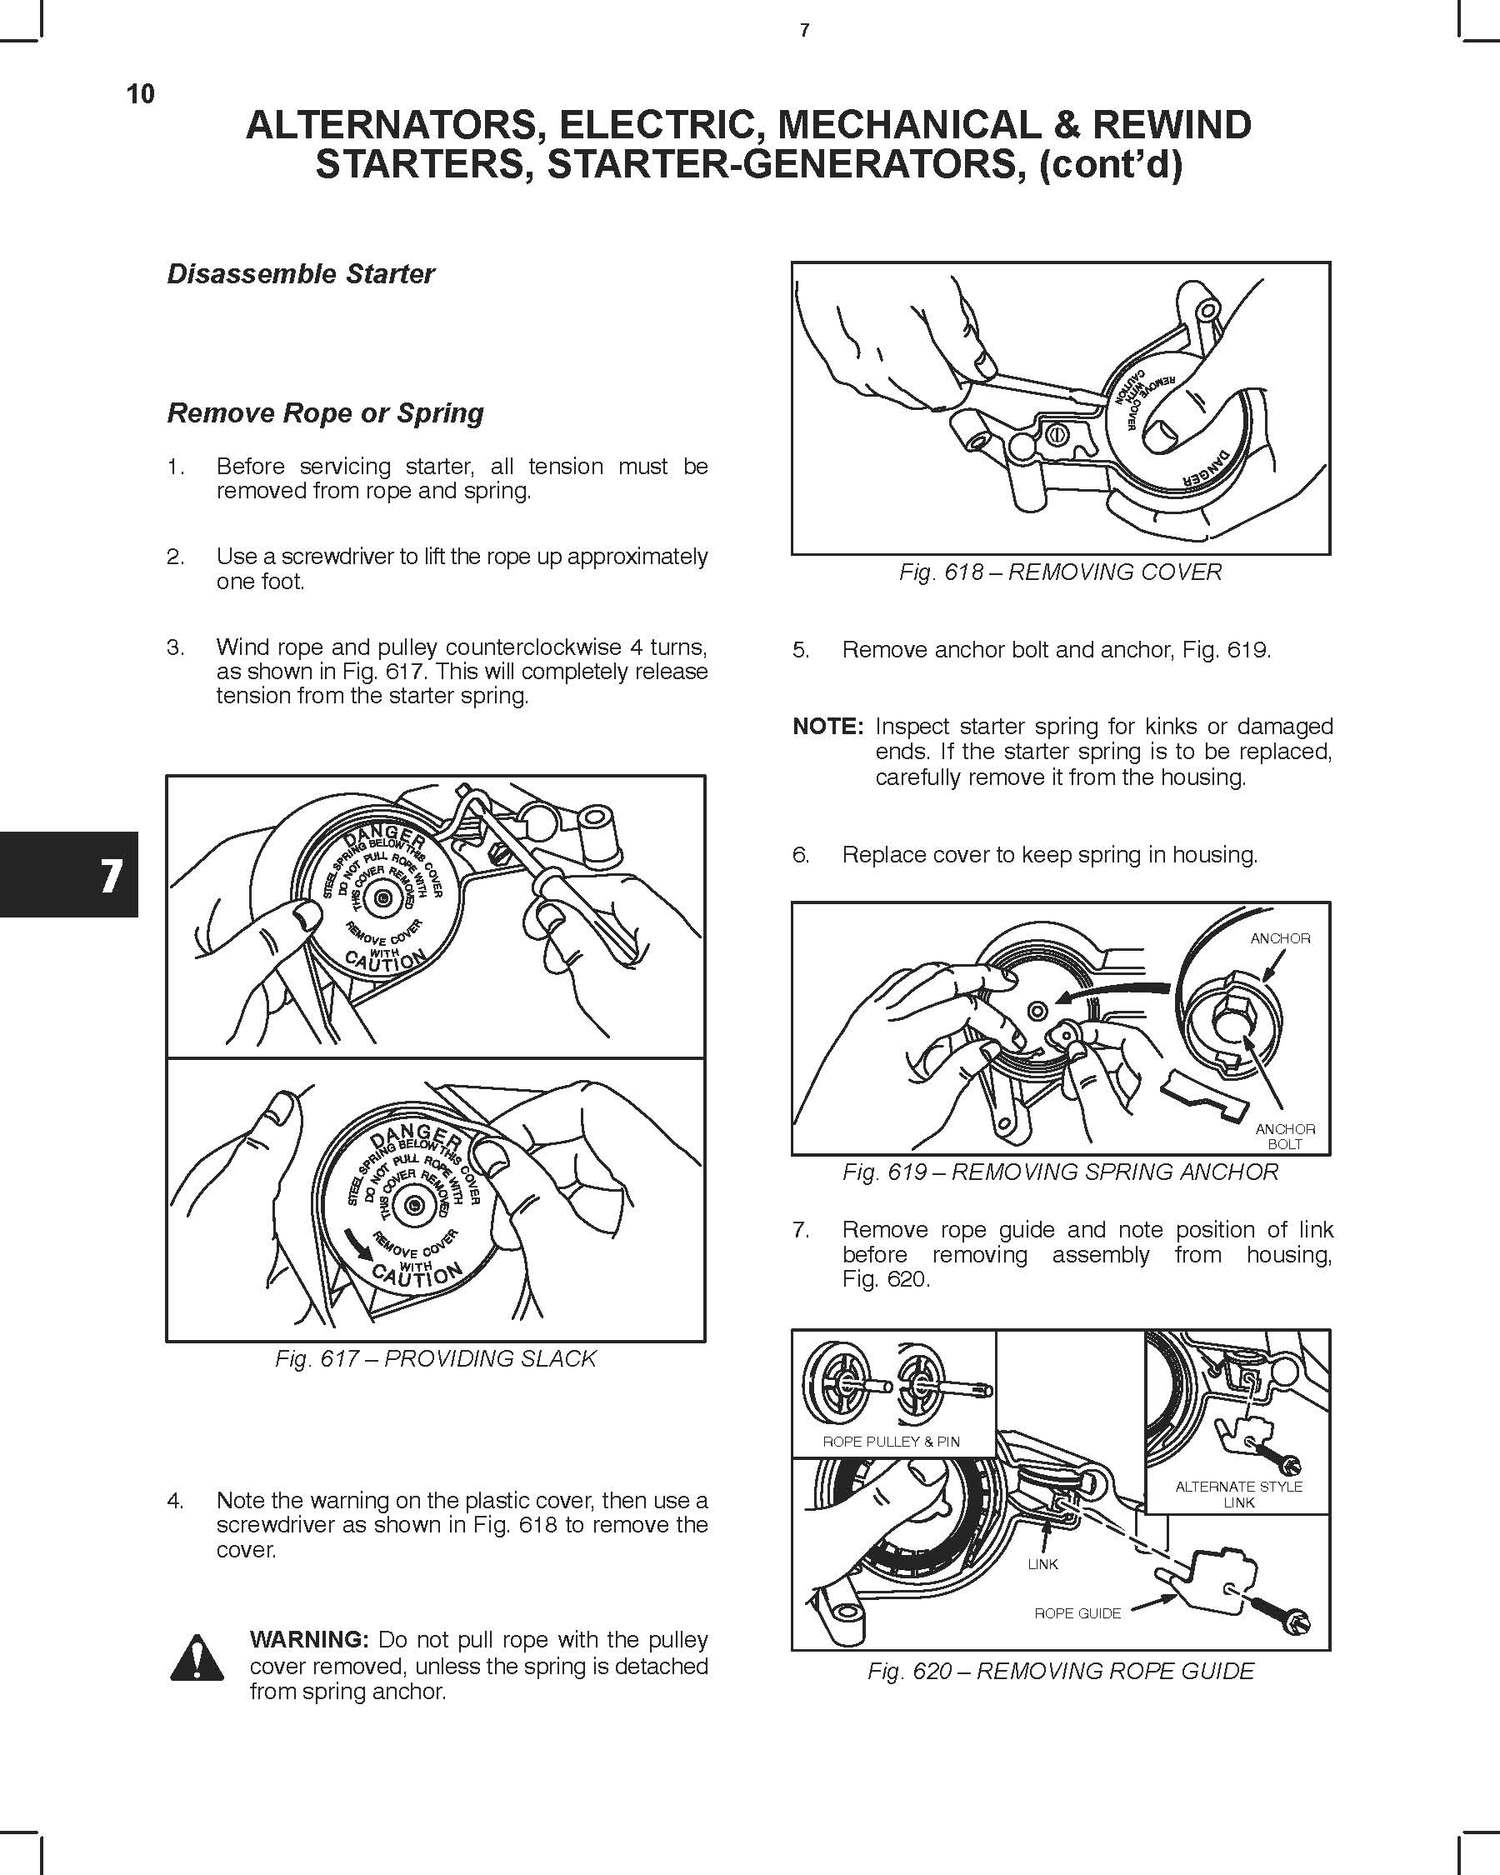 7
10
ALTERNATORS, ELECTRIC, MECHANICAL & REWIND
STARTERS, STARTER-GENERATORS, (cont’d)
Disassemble Starter
Remove Rope or Spring
1. Before servicing starter, all tension must be
removed from rope and spring.
2. Use a screwdriver to lift the rope up approximately
one foot.
3. Wind rope and pulley counterclockwise 4 turns,
as shown in Fig. 617. This will completely release
tension from the starter spring.
7
DANGER
STEEL SPRING BELOW THIS COVER
DO NOT PULL ROPE WITH
THIS COVER REMOVED
REMOVE COVER
WITH
CAUTION
DANGER
STEEL SPRING BELOW THIS COVER
DO NOT PULL ROPE WITH
THIS COVER REMOVED
REMOVE COVER
WITH
CAUTION
Fig. 617 – PROVIDING SLACK
4. Note the warning on the plastic cover, then use a
screwdriver as shown in Fig. 618 to remove the
cover.
WARNING: Do not pull rope with the pulley
cover removed, unless the spring is detached
from spring anchor.
REMOVE COVER
WITH
CAUTION
DANGER
Fig. 618 – REMOVING COVER
5. Remove anchor bolt and anchor, Fig. 619.
NOTE: Inspect starter spring for kinks or damaged
ends. If the starter spring is to be replaced,
carefully remove it from the housing.
6. Replace cover to keep spring in housing.
ANCHOR
ANCHOR
BOLT
Fig. 619 – REMOVING SPRING ANCHOR
7. Remove rope guide and note position of link
before removing assembly from housing,
Fig. 620.
ROPE PULLEY & PIN
ALTERNATE STYLE
LINK
LINK
ROPE GUIDE
Fig. 620 – REMOVING ROPE GUIDE